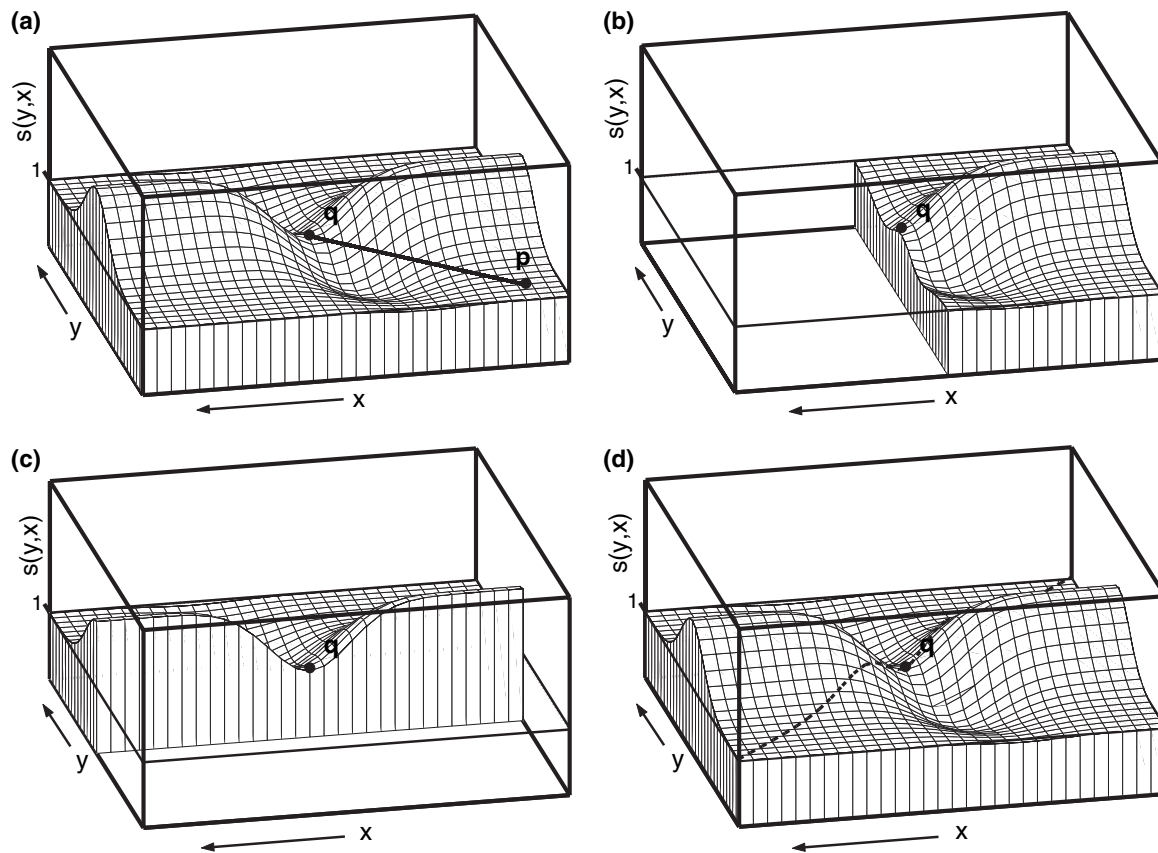 (a)
s(y,x)
1
q
p
y
x
(b)
s(y,x)
1
q
y
x
(c)
s(y,x)
1
q
y
x
(d)
s(y,x)
1
q
y
x